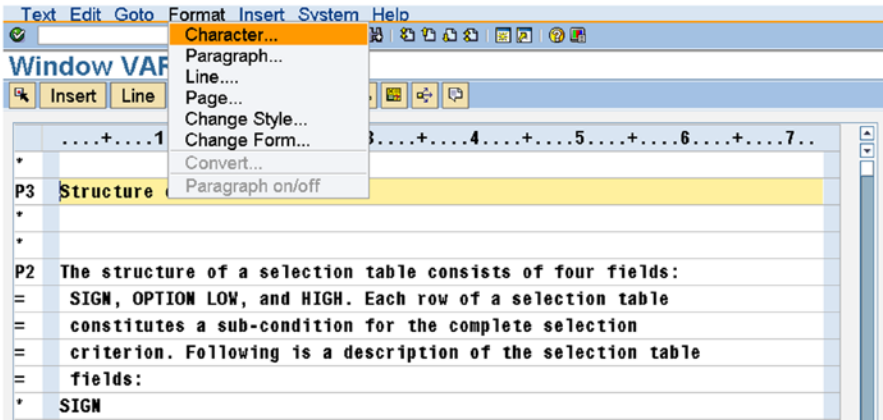 Text Edit Goto Format Insert System Help
Character...
Window VAR
Paragraph...
Line....
Insert Line
Page...
Change Style...
....+....1
Change Form...
3....+....4....+....5....+....6....+....7..
*
Convert...
P3 Structure
Paragraph on/off
*
*
P2 The structure of a selection table consists of four fields:
= SIGN, OPTION LOW, and HIGH. Each row of a selection table
= constitutes a sub-condition for the complete selection
= criterion. Following is a description of the selection table
= fields:
* SIGN